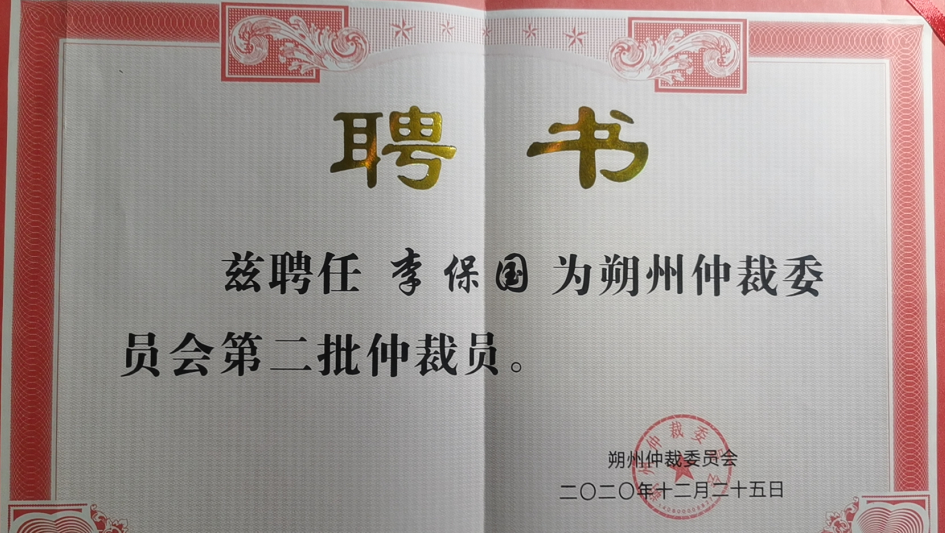 聘书
兹聘任 李保国 为朔州仲裁委
员会第二批仲裁员。
朔州仲裁委员会
二〇二〇年十二月二十五日